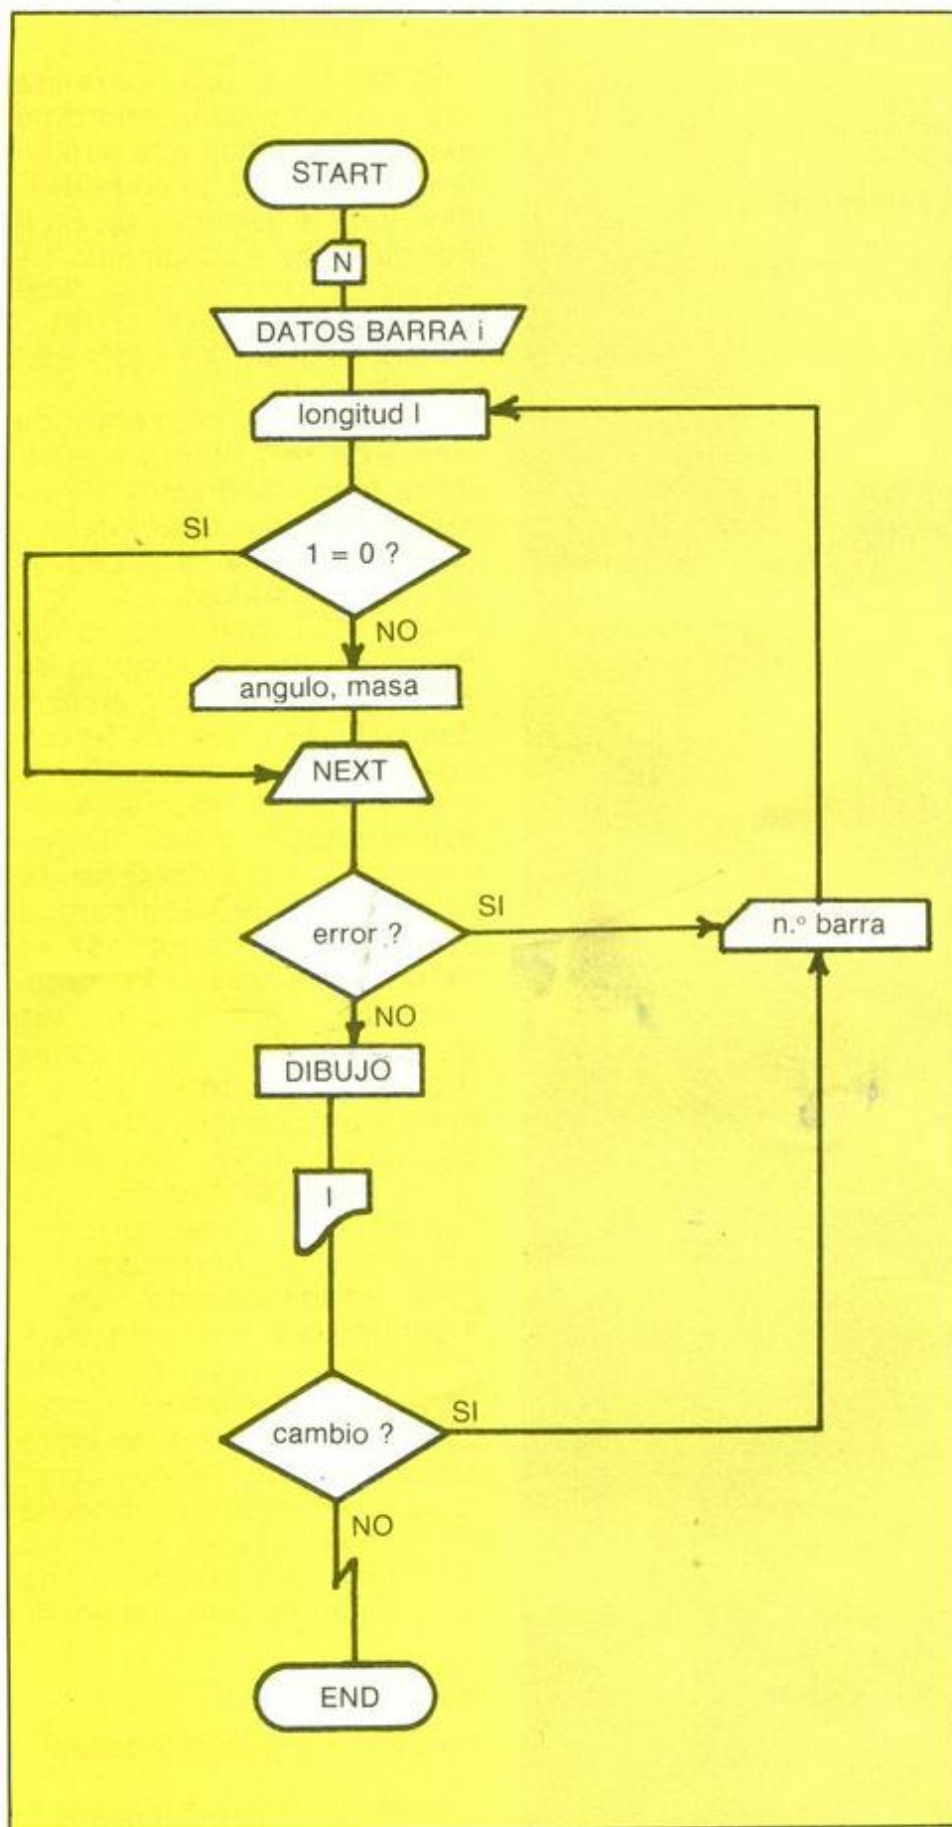 START
N
DATOS BARRA i
longitud l
SI
1 = 0 ?
NO
angulo, masa
NEXT
error ?
SI
n.º barra
NO
DIBUJO
I
cambio ?
SI
NO
END